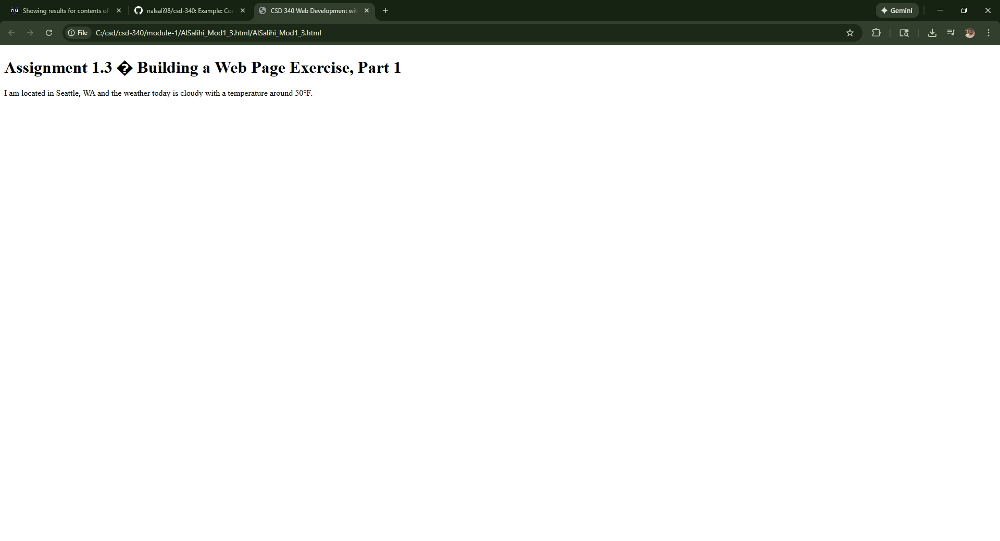 Showing results for contents of
nalsali98/csd-340: Example: Cou
CSD 340 Web Development wit
Gemini
File
C:/csd/csd-340/module-1/AlSalihi_Mod1_3.html/AlSalihi_Mod1_3.html
Assignment 1.3 � Building a Web Page Exercise, Part 1
I am located in Seattle, WA and the weather today is cloudy with a temperature around 50°F.